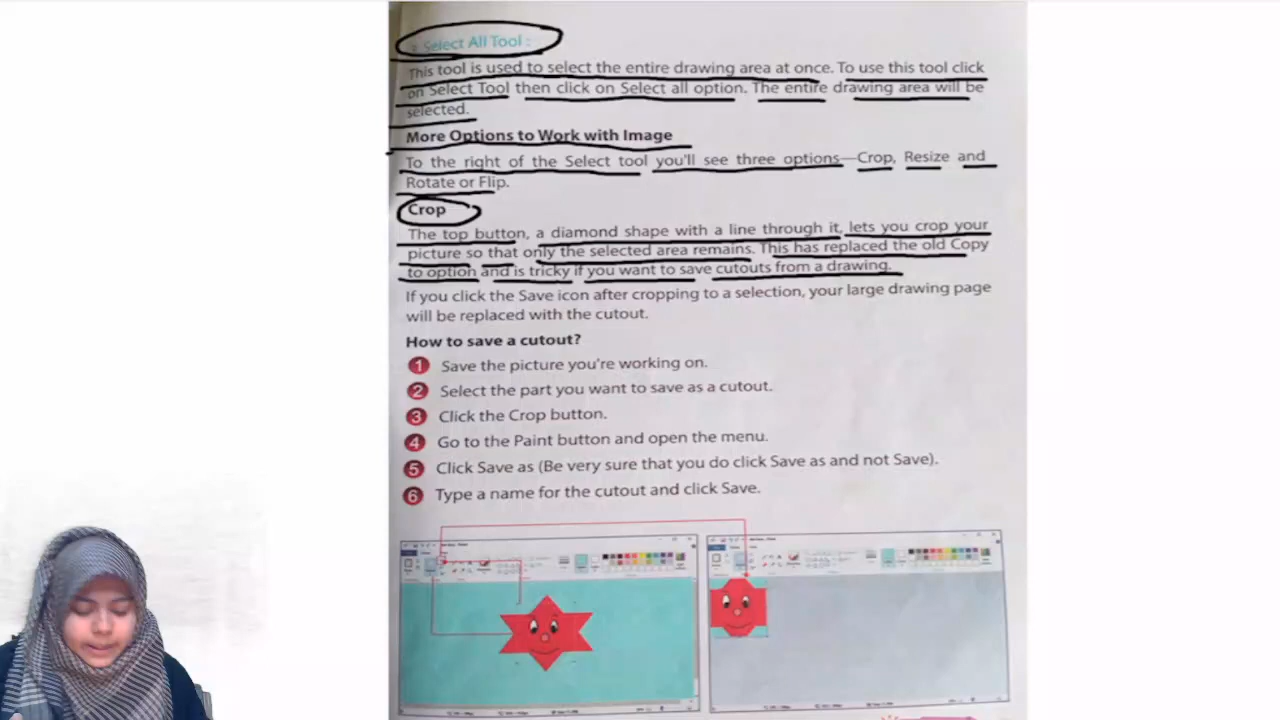 Select All Tool :
This tool is used to select the entire drawing area at once. To use this tool click
on Select Tool then click on Select all option. The entire drawing area will be
selected.
More Options to Work with Image
To the right of the Select tool you'll see three options—Crop, Resize and
Rotate or Flip.
Crop
The top button, a diamond shape with a line through it, lets you crop your
picture so that only the selected area remains. This has replaced the old Copy
to option and is tricky if you want to save cutouts from a drawing.
If you click the Save icon after cropping to a selection, your large drawing page
will be replaced with the cutout.
How to save a cutout?
1 Save the picture you're working on.
2 Select the part you want to save as a cutout.
3 Click the Crop button.
4 Go to the Paint button and open the menu.
5 Click Save as (Be very sure that you do click Save as and not Save).
6 Type a name for the cutout and click Save.